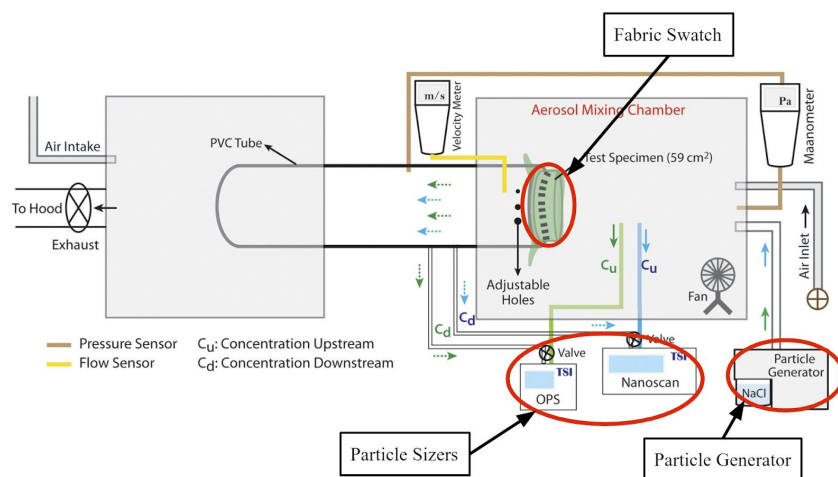 Fabric Swatch
m/s
Velocity Meter
Aerosol Mixing Chamber
Pa
Maanometer
Air Intake
PVC Tube
Test Specimen (59 cm²)
To Hood
Exhaust
Adjustable
Holes
Cu
Cu
Fan
Air Inlet
Cd
Cd
Pressure Sensor
Flow Sensor
Cu: Concentration Upstream
Cd: Concentration Downstream
Valve
TSI
OPS
Valve
TSI
Nanoscan
Particle
Generator
NaCl
Particle Sizers
Particle Generator